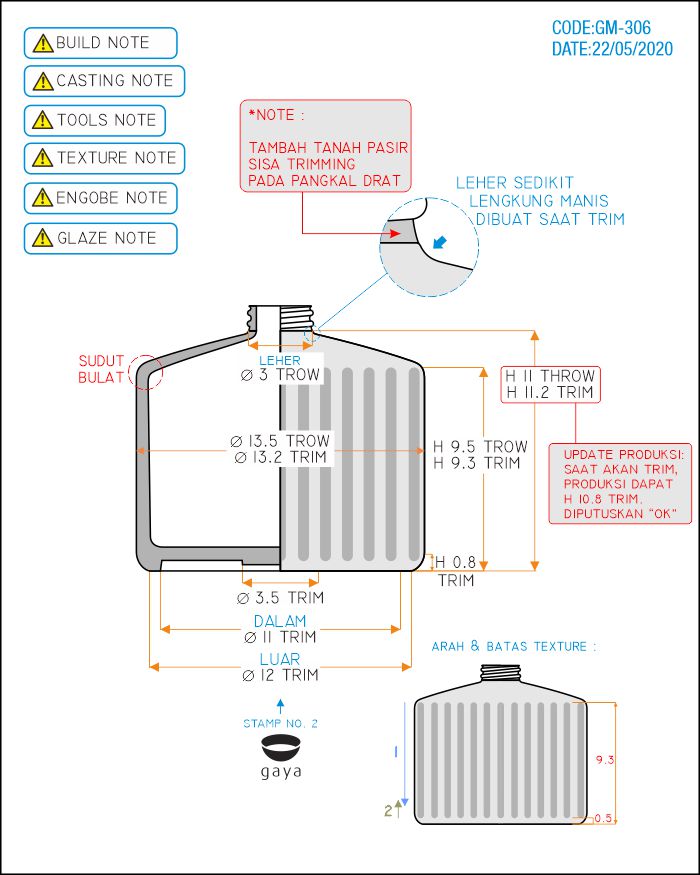 CODE:GM-306
DATE:22/05/2020
BUILD NOTE
CASTING NOTE
TOOLS NOTE
TEXTURE NOTE
ENGOBE NOTE
GLAZE NOTE
*NOTE :
TAMBAH TANAH PASIR
SISA TRIMMING
PADA PANGKAL DRAT
LEHER SEDIKIT
LENGKUNG MANIS
DIBUAT SAAT TRIM
SUDUT
BULAT
LEHER
Ø 3 TROW
H 11 THROW
H 11.2 TRIM
Ø 13.5 TROW
Ø 13.2 TRIM
H 9.5 TROW
H 9.3 TRIM
UPDATE PRODUKSI:
SAAT AKAN TRIM,
PRODUKSI DAPAT
H 10.8 TRIM.
DIPUTUSKAN "OK"
H 0.8
TRIM
Ø 3.5 TRIM
DALAM
Ø 11 TRIM
LUAR
Ø 12 TRIM
STAMP NO. 2
gaya
ARAH & BATAS TEXTURE :
1
2
9.3
0.5